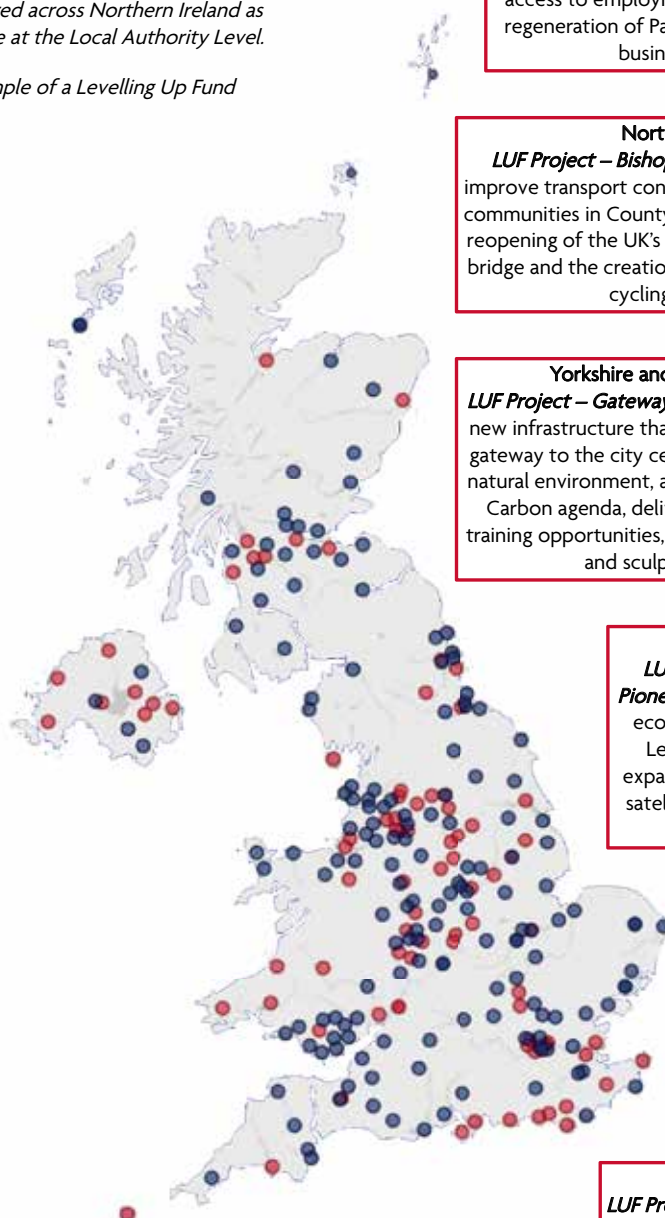 red across Northern Ireland as
e at the Local Authority Level.
ple of a Levelling Up Fund
access to employm
regeneration of Pa
busin
Nort
LUF Project – Bishop
improve transport con
communities in County
reopening of the UK's
bridge and the creatio
cycling
Yorkshire and
LUF Project – Gateway
new infrastructure tha
gateway to the city ce
natural environment, a
Carbon agenda, deli
training opportunities,
and sculp
LU
Pione
eco
Le
expa
satel
LUF Pr